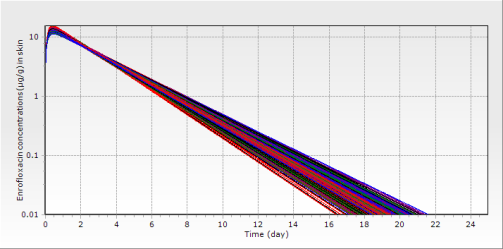 Enrofloxacin concentrations (µg/g) in skin
10
1
0.1
0.01
0 2 4 6 8 10 12 14 16 18 20 22 24
Time (day)